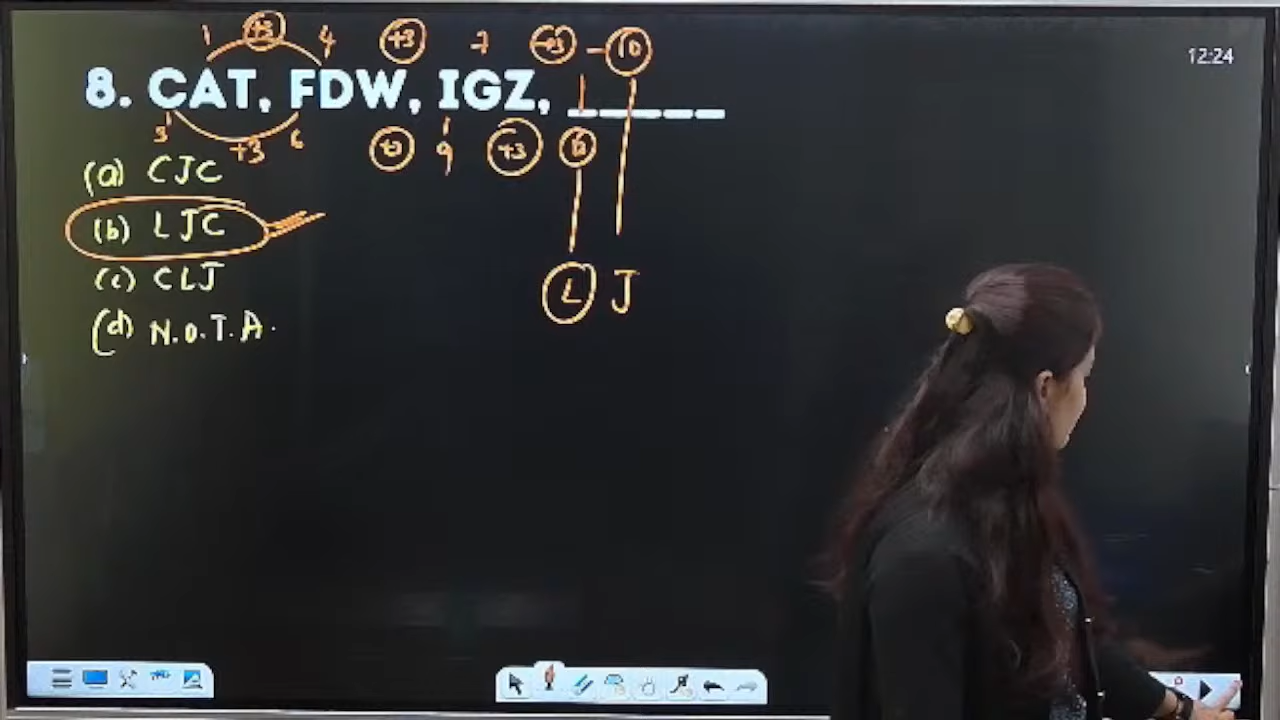 12:24
1 +3 4 +3 7 +3 - 10
8. CAT, FDW, IGZ, _____
3 +3 6 +3 9 +3 12
(a) CJC
(b) LJC
(c) CLJ
(d) N.O.T.A.
L J